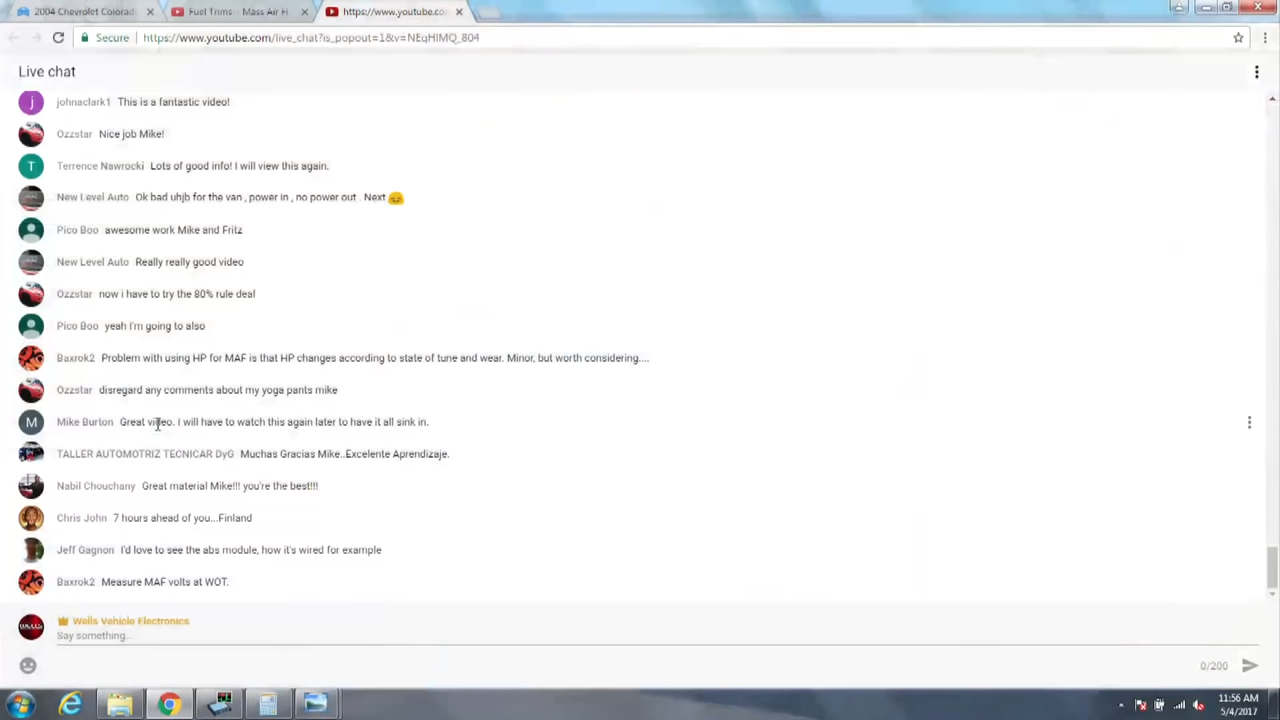 2004 Chevrolet Colorad
Fuel Trims - Mass Air Fl
https://www.youtube.co
Secure https://www.youtube.com/live_chat?is_popout=1&v=NEqHIMQ_804
Live chat
j johnaclark1 This is a fantastic video!
Ozzstar Nice job Mike!
T Terrence Nawrocki Lots of good info! I will view this again.
New Level Auto Ok bad uhjb for the van , power in , no power out . Next
Pico Boo awesome work Mike and Fritz
New Level Auto Really really good video
Ozzstar now i have to try the 80% rule deal
Pico Boo yeah I'm going to also
Baxrok2 Problem with using HP for MAF is that HP changes according to state of tune and wear. Minor, but worth considering....
Ozzstar disregard any comments about my yoga pants mike
M Mike Burton Great video. I will have to watch this again later to have it all sink in.
TALLER AUTOMOTRIZ TECNICAR DyG Muchas Gracias Mike..Excelente Aprendizaje.
Nabil Chouchany Great material Mike!!! you're the best!!!
Chris John 7 hours ahead of you...Finland
Jeff Gagnon I'd love to see the abs module, how it's wired for example
Baxrok2 Measure MAF volts at WOT.
WELLS Wells Vehicle Electronics
Say something...
0/200
11:56 AM
5/4/2017